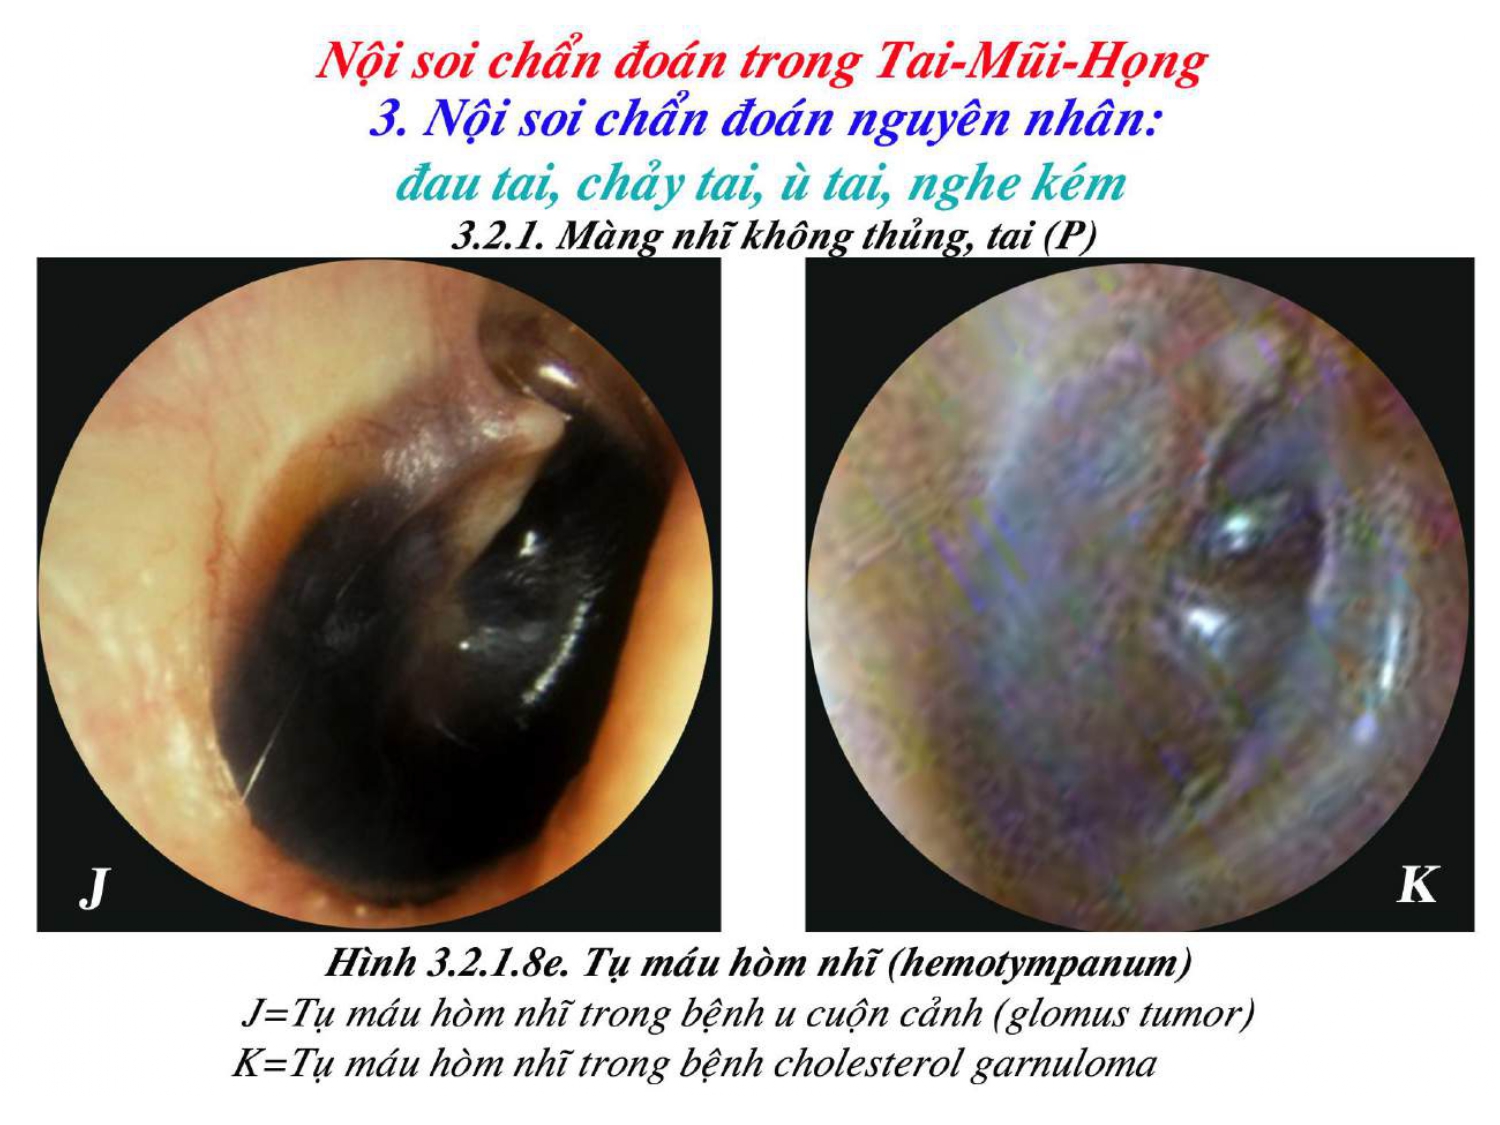 Nội soi chẩn đoán trong Tai-Mũi-Họng
3. Nội soi chẩn đoán nguyên nhân:
đau tai, chảy tai, ù tai, nghe kém
3.2.1. Màng nhĩ không thủng, tai (P)
J
K
Hình 3.2.1.8e. Tụ máu hòm nhĩ (hemotympanum)
J=Tụ máu hòm nhĩ trong bệnh u cuộn cảnh (glomus tumor)
K=Tụ máu hòm nhĩ trong bệnh cholesterol garnuloma